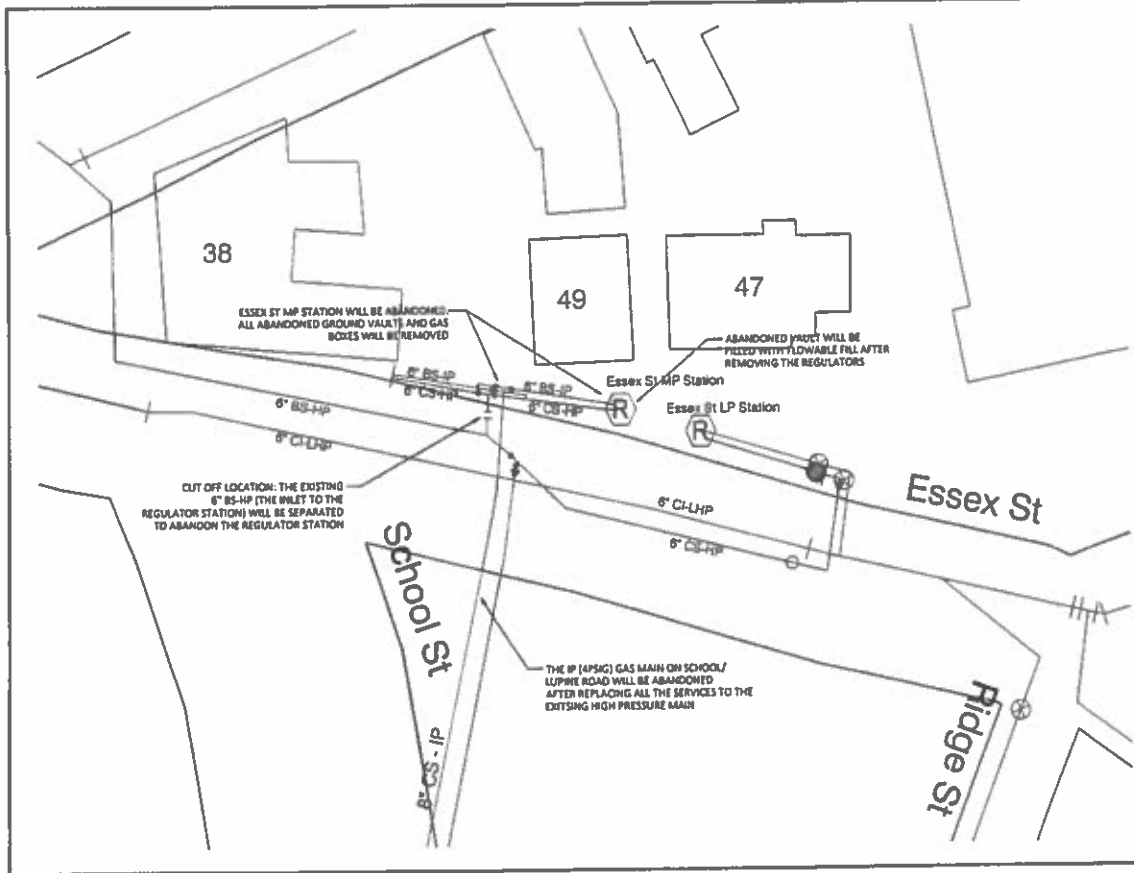 38
49
47
ESSEX ST MP STATION WILL BE ABANDONED.
ALL ABANDONED GROUND VAULTS AND GAS
BOXES WILL BE REMOVED
ABANDONED VAULT WILL BE
FILLED WITH FLOWABLE FILL AFTER
REMOVING THE REGULATORS
6" BS-IP
6" CS-HP
6" BS-IP
6" CS-HP
Essex St MP Station
R
Essex St LP Station
R
6" BS-HP
6" CI-LHP
CUT OFF LOCATION: THE EXISTING
6" BS-HP (THE INLET TO THE
REGULATOR STATION) WILL BE SEPARATED
TO ABANDON THE REGULATOR STATION
6" CI-LHP
6" CS-HP
Essex St
School St
THE IP (4PSIG) GAS MAIN ON SCHOOL/
LUPINE ROAD WILL BE ABANDONED
AFTER REPLACING ALL THE SERVICES TO THE
EXITSING HIGH PRESSURE MAIN
8" CS - IP
Ridge St